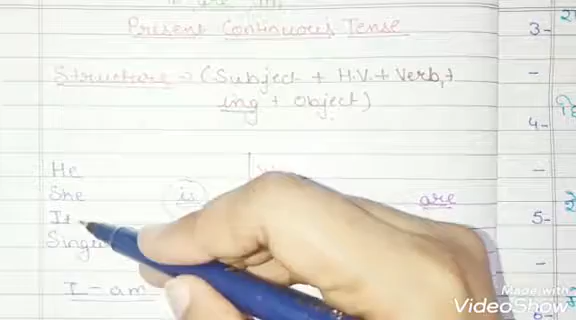 Present Continuous Tense
Structure → (Subject + H.V. + Verb₁ +
ing + object)
He
She is are
It
I - am
3-
4-
5-
6-
Made with
VideoShow